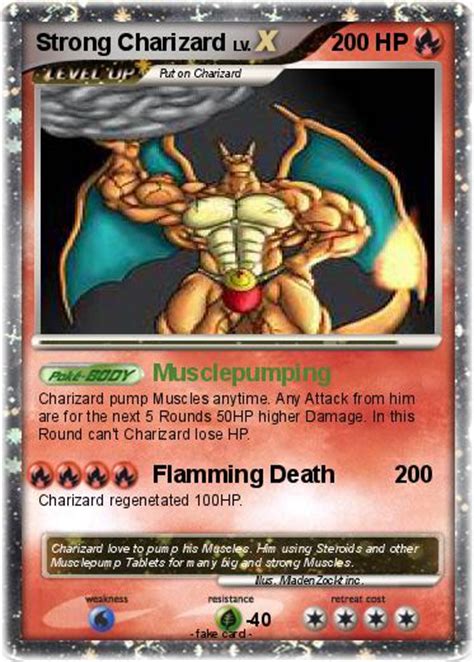 Strong Charizard LV. X 200 HP
LEVEL-UP Put on Charizard
Poké-BODY Musclepumping
Charizard pump Muscles anytime. Any Attack from him
are for the next 5 Rounds 50HP higher Damage. In this
Round can't Charizard lose HP.
Flamming Death 200
Charizard regenetated 100HP.
Charizard love to pump his Muscles. Him using Steroids and other
Musclepump Tablets for many big and strong Muscles.
Illus. MadenZockt inc.
weakness resistance retreat cost
-40
- fake card -